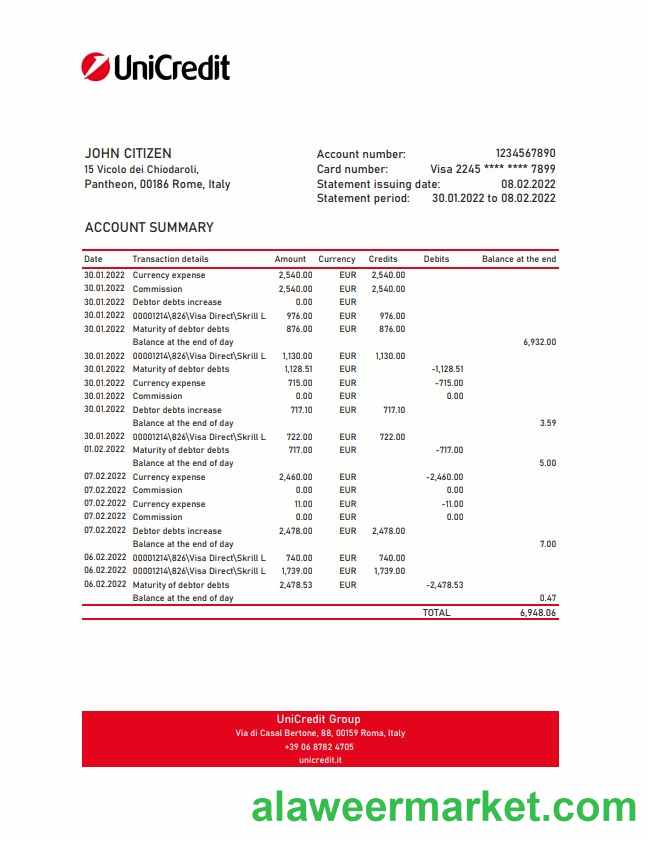 UniCredit
JOHN CITIZEN
15 Vicolo dei Chiodaroli,
Pantheon, 00186 Rome, Italy
Account number: 1234567890
Card number: Visa 2245 **** **** 7899
Statement issuing date: 08.02.2022
Statement period: 30.01.2022 to 08.02.2022
ACCOUNT SUMMARY
Date Transaction details Amount Currency Credits Debits Balance at the end
30.01.2022 Currency expense 2,540.00 EUR 2,540.00
30.01.2022 Commission 2,540.00 EUR 2,540.00
30.01.2022 Debtor debts increase 0.00 EUR
30.01.2022 00001214\826\Visa Direct\Skrill L 976.00 EUR 976.00
30.01.2022 Maturity of debtor debts 876.00 EUR 876.00
Balance at the end of day 6,932.00
30.01.2022 00001214\826\Visa Direct\Skrill L 1,130.00 EUR 1,130.00
30.01.2022 Maturity of debtor debts 1,128.51 EUR -1,128.51
30.01.2022 Currency expense 715.00 EUR -715.00
30.01.2022 Commission 0.00 EUR 0.00
30.01.2022 Debtor debts increase 717.10 EUR 717.10
Balance at the end of day 3.59
30.01.2022 00001214\826\Visa Direct\Skrill L 722.00 EUR 722.00
01.02.2022 Maturity of debtor debts 717.00 EUR -717.00
Balance at the end of day 5.00
07.02.2022 Currency expense 2,460.00 EUR -2,460.00
07.02.2022 Commission 0.00 EUR 0.00
07.02.2022 Currency expense 11.00 EUR -11.00
07.02.2022 Commission 0.00 EUR 0.00
07.02.2022 Debtor debts increase 2,478.00 EUR 2,478.00
Balance at the end of day 7.00
06.02.2022 00001214\826\Visa Direct\Skrill L 740.00 EUR 740.00
06.02.2022 00001214\826\Visa Direct\Skrill L 1,739.00 EUR 1,739.00
06.02.2022 Maturity of debtor debts 2,478.53 EUR -2,478.53
Balance at the end of day 0.47
TOTAL 6,948.06
UniCredit Group
Via di Casal Bertone, 88, 00159 Roma, Italy
+39 06 8782 4705
unicredit.it
alaweermarket.com